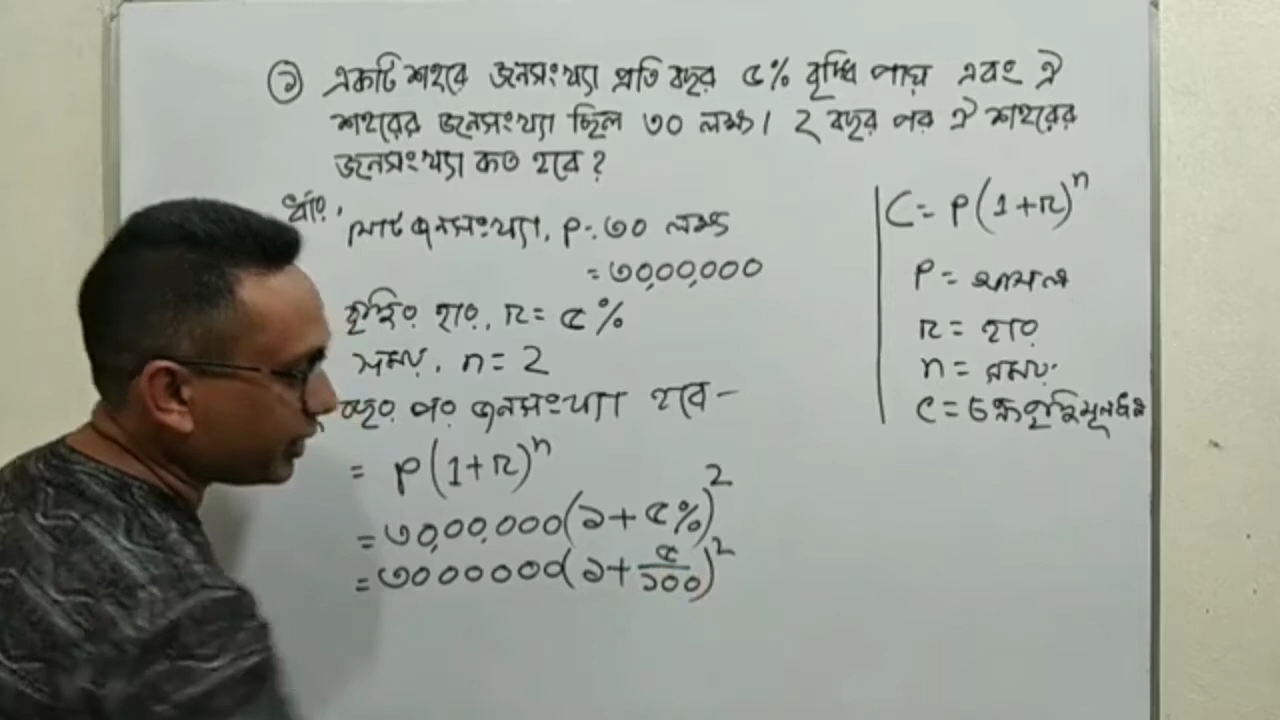 ১ একটি শহরে জনসংখ্যা প্রতি বছর ৫% বৃদ্ধি পায় এবং ঐ
শহরের জনসংখ্যা ছিল ৩০ লক্ষ। 2 বছর পর ঐ শহরের
জনসংখ্যা কত হবে?
মোট জনসংখ্যা, P = ৩০ লক্ষ
= ৩০,০০,০০০
বৃদ্ধির হার, r = ৫%
সময়, n = 2
বছর পর জনসংখ্যা হবে –
= P(1+r)ⁿ
= ৩০,০০,০০০(১+৫%)²
= ৩০০০০০০(১+৫/১০০)²
C = P(1+r)ⁿ
P = আসল
r = হার
n = সময়
C = চক্রবৃদ্ধিমূলধন